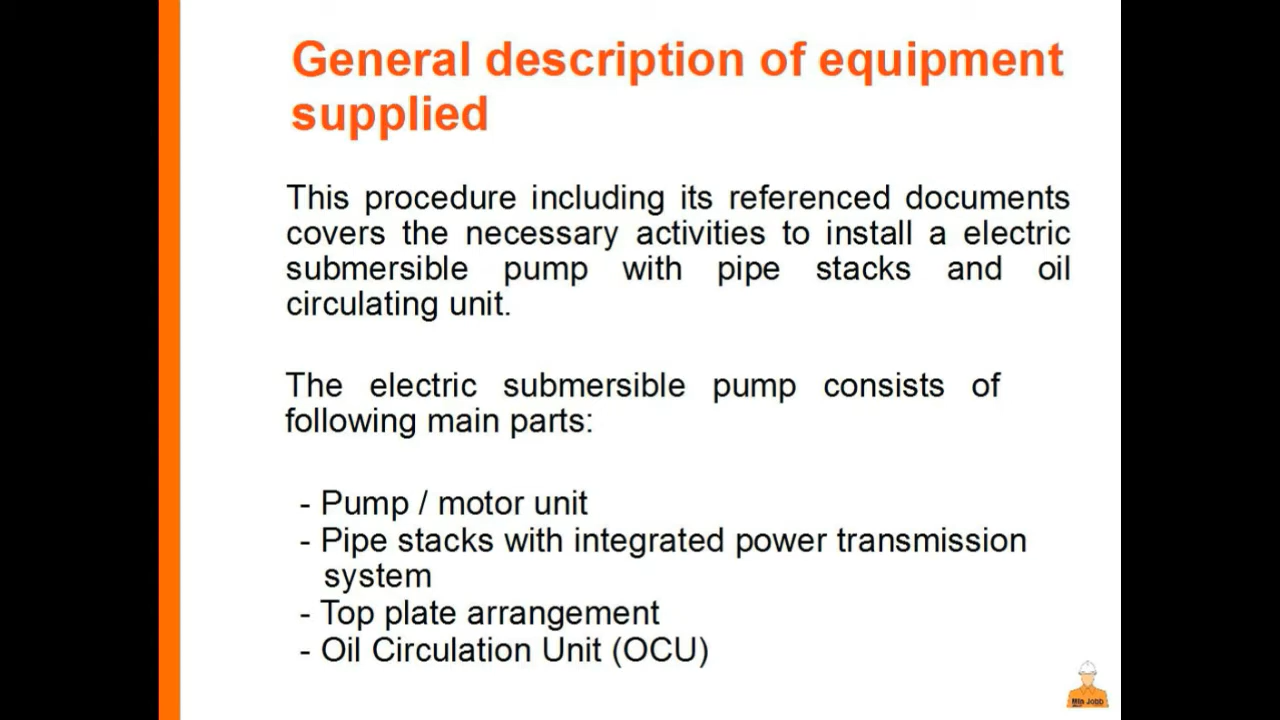 General description of equipment
supplied
This procedure including its referenced documents
covers the necessary activities to install a electric
submersible pump with pipe stacks and oil
circulating unit.
The electric submersible pump consists of
following main parts:
- Pump / motor unit
- Pipe stacks with integrated power transmission
system
- Top plate arrangement
- Oil Circulation Unit (OCU)